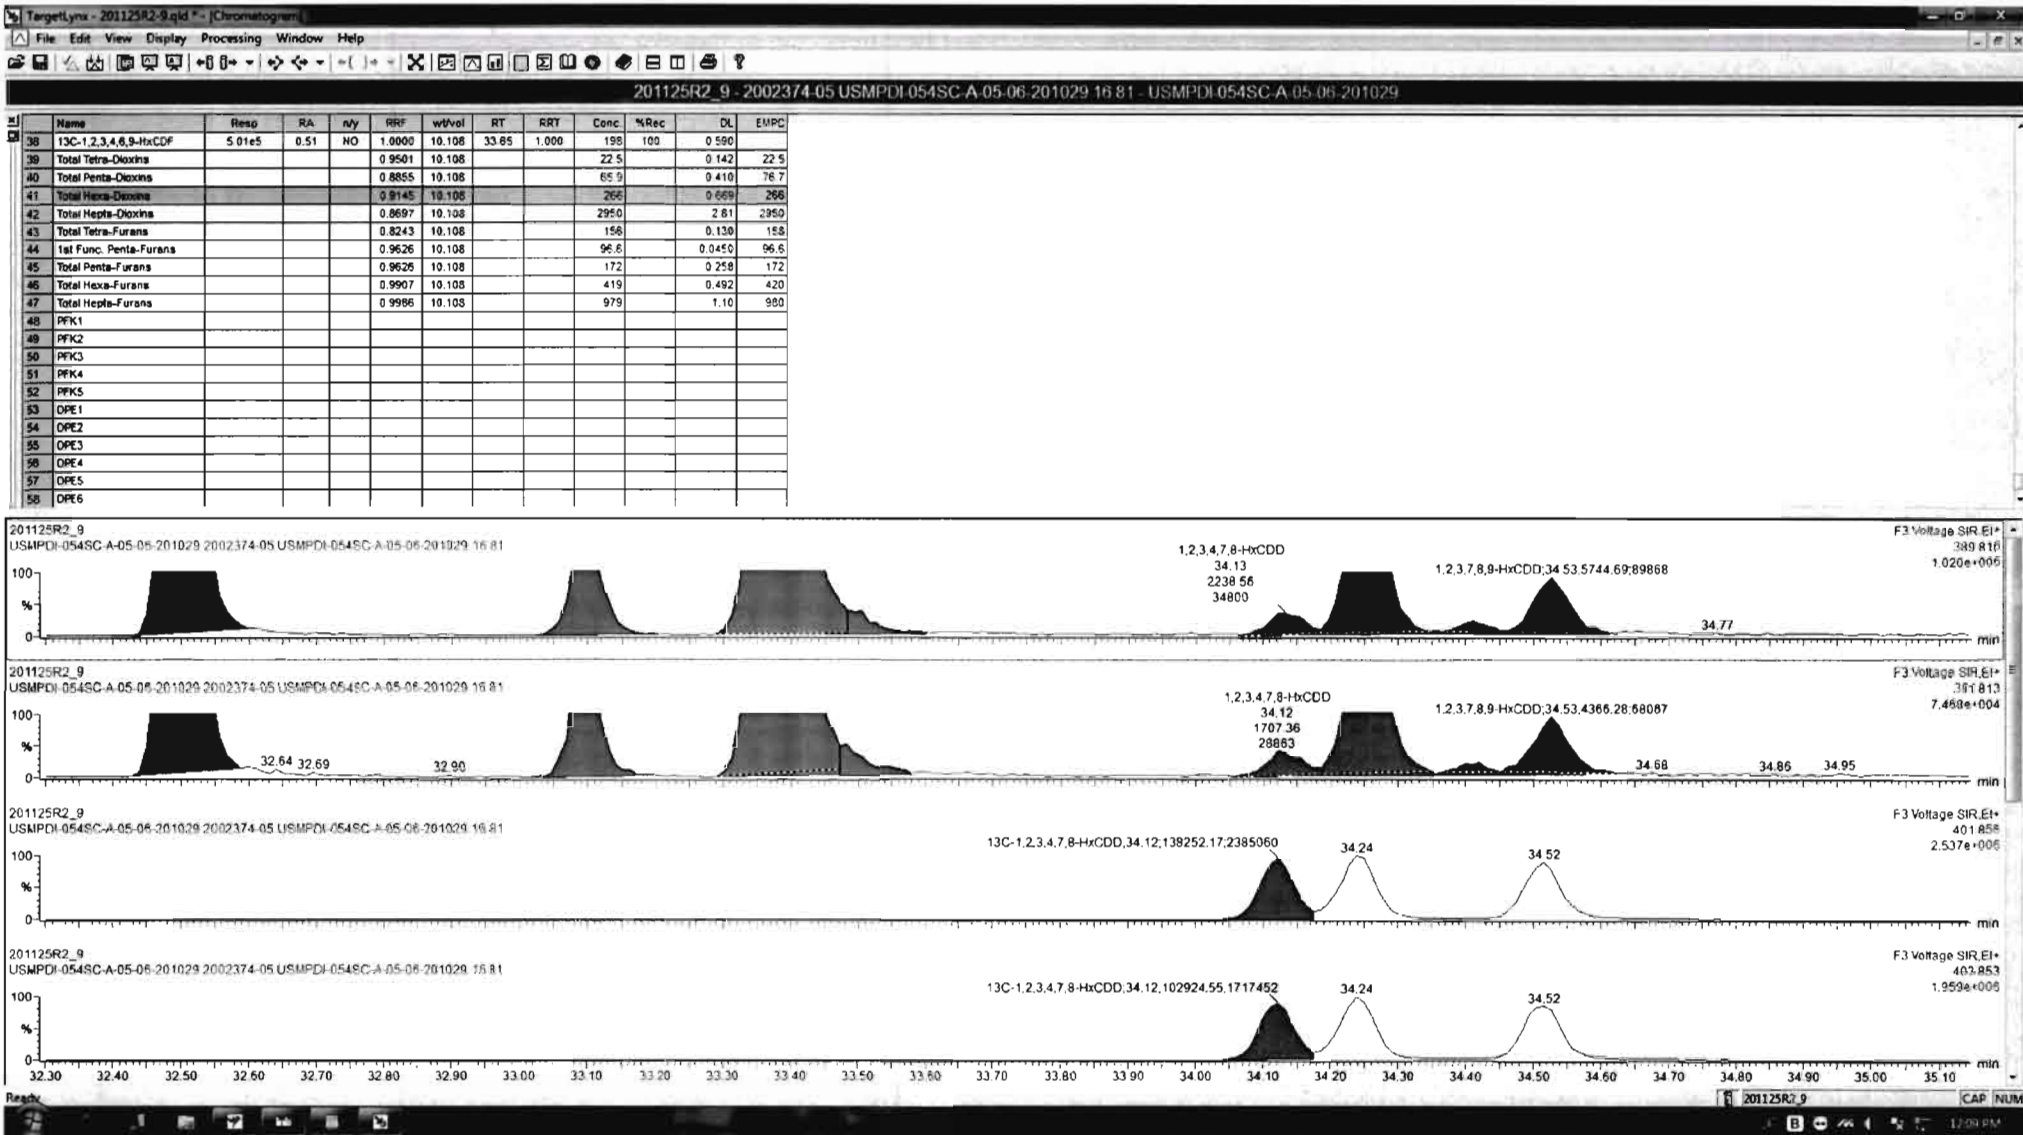 TargetLynx - 201125R2-9.qld * - [Chromatogram]
File Edit View Display Processing Window Help
201125R2_9 - 2002374-05 USMPDI-054SC-A-05-06-201029 16.81 - USMPDI-054SC-A-05-06-201029
Name Resp RA n/y RRF wt/vol RT RRT Conc %Rec DL EMPC
38 13C-1,2,3,4,6,9-HxCDF 5.01e5 0.51 NO 1.0000 10.108 33.85 1.000 198 100 0.590
39 Total Tetra-Dioxins 0.9501 10.108 22.5 0.142 22.5
40 Total Penta-Dioxins 0.8855 10.108 65.9 0.410 76.7
41 Total Hexa-Dioxins 0.9145 10.108 266 0.669 266
42 Total Hepta-Dioxins 0.8697 10.108 2950 2.81 2950
43 Total Tetra-Furans 0.8243 10.108 158 0.130 158
44 1st Func. Penta-Furans 0.9626 10.108 96.6 0.0450 96.6
45 Total Penta-Furans 0.9626 10.108 172 0.258 172
46 Total Hexa-Furans 0.9907 10.108 419 0.492 420
47 Total Hepta-Furans 0.9986 10.108 979 1.10 980
48 PFK1
49 PFK2
50 PFK3
51 PFK4
52 PFK5
53 DPE1
54 DPE2
55 DPE3
56 DPE4
57 DPE5
58 DPE6
201125R2_9
USMPDI-054SC-A-05-06-201029 2002374-05 USMPDI-054SC-A-05-06-201029 16.81
F3:Voltage SIR,EI+
389.816
1.020e+005
1,2,3,4,7,8-HxCDD
34.13
2238.56
34800
1,2,3,7,8,9-HxCDD;34.53;5744.69;89868
34.77
100
%
0
min
201125R2_9
USMPDI-054SC-A-05-06-201029 2002374-05 USMPDI-054SC-A-05-06-201029 16.81
F3:Voltage SIR,EI+
391.813
7.468e+004
1,2,3,4,7,8-HxCDD
34.12
1707.36
28863
1,2,3,7,8,9-HxCDD;34.53;4366.28;68087
32.64 32.69 32.90 34.68 34.86 34.95
100
%
0
min
201125R2_9
USMPDI-054SC-A-05-06-201029 2002374-05 USMPDI-054SC-A-05-06-201029 16.81
F3:Voltage SIR,EI+
401.856
2.537e+006
13C-1,2,3,4,7,8-HxCDD;34.12;138252.17;2385060
34.24
34.52
100
%
0
min
201125R2_9
USMPDI-054SC-A-05-06-201029 2002374-05 USMPDI-054SC-A-05-06-201029 16.81
F3:Voltage SIR,EI+
403.853
1.959e+006
13C-1,2,3,4,7,8-HxCDD;34.12;102924.55;1717452
34.24
34.52
100
%
0
min
32.30 32.40 32.50 32.60 32.70 32.80 32.90 33.00 33.10 33.20 33.30 33.40 33.50 33.60 33.70 33.80 33.90 34.00 34.10 34.20 34.30 34.40 34.50 34.60 34.70 34.80 34.90 35.00 35.10
Ready
201125R2_9 CAP NUM
12:09 PM